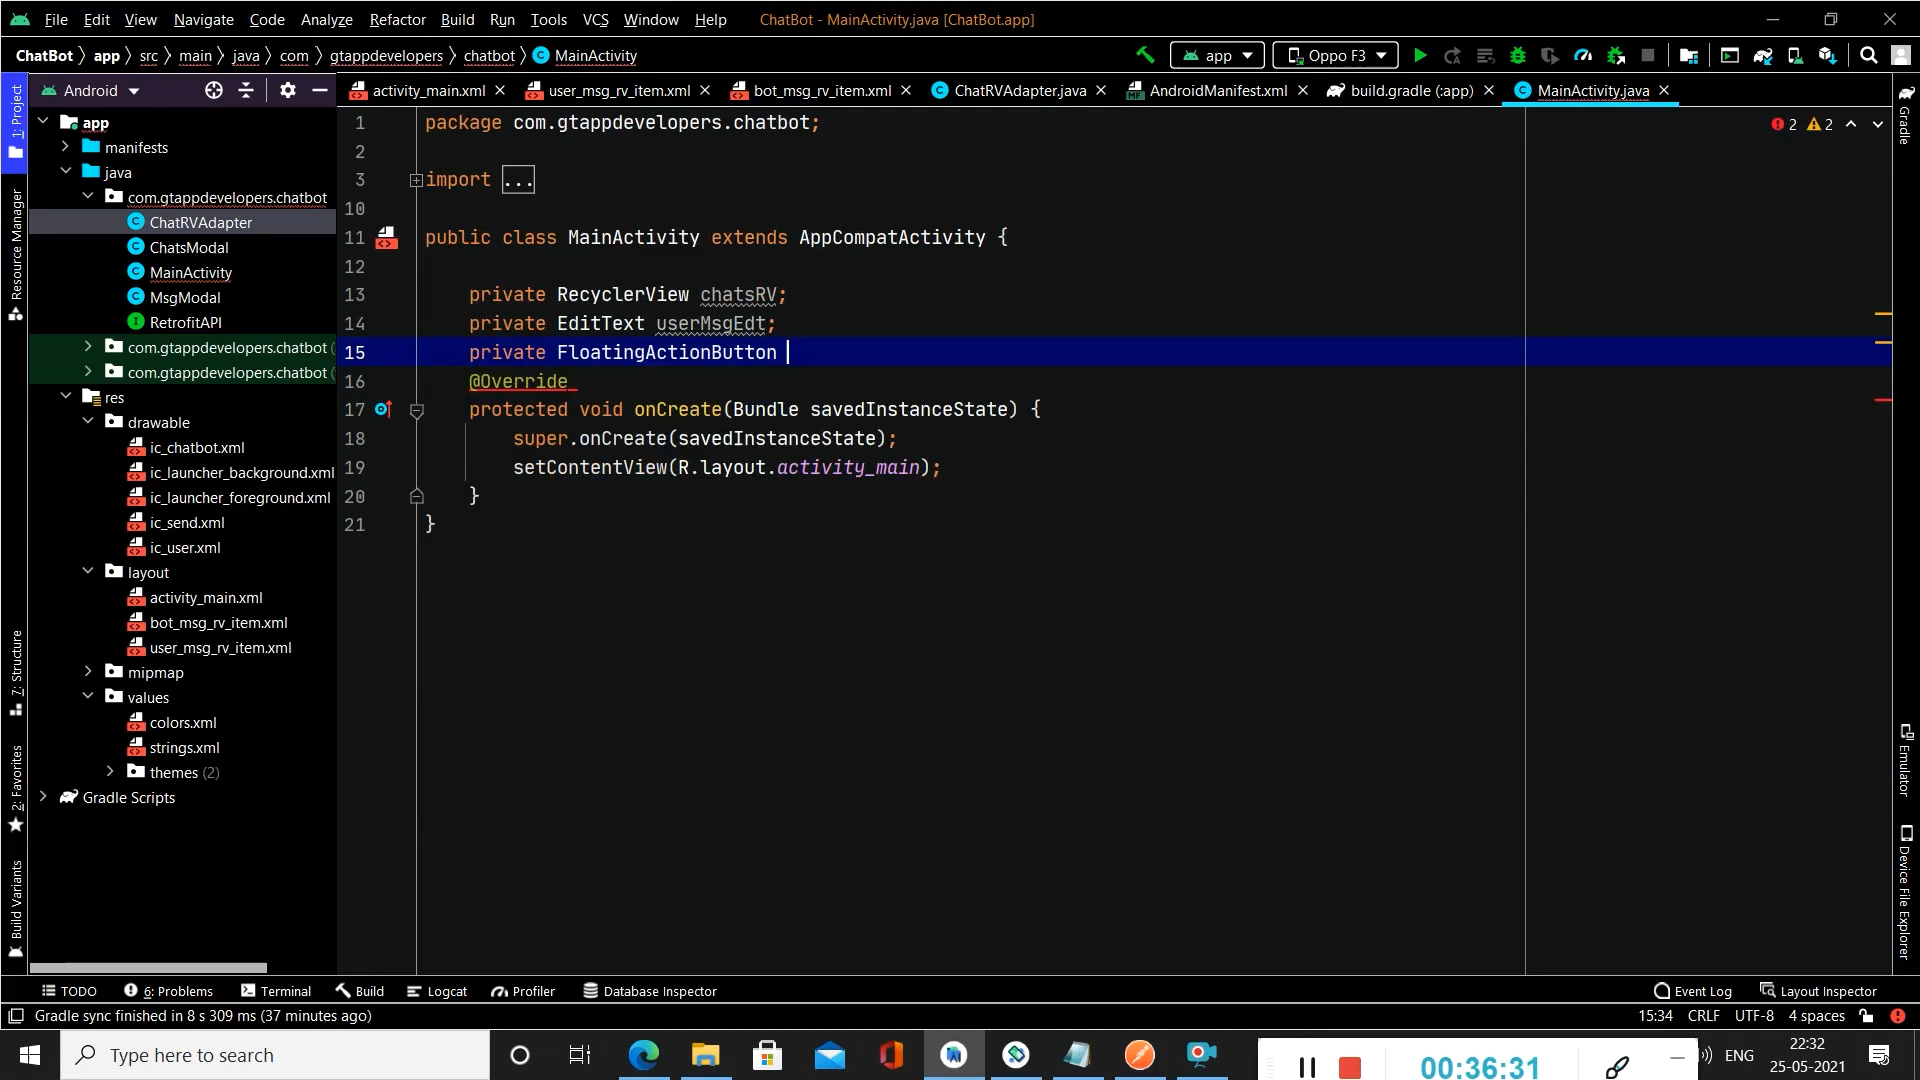 File Edit View Navigate Code Analyze Refactor Build Run Tools VCS Window Help ChatBot - MainActivity.java [ChatBot.app]
ChatBot app src main java com gtappdevelopers chatbot MainActivity app Oppo F3
Android
activity_main.xml user_msg_rv_item.xml bot_msg_rv_item.xml ChatRVAdapter.java AndroidManifest.xml build.gradle (:app) MainActivity.java
1: Project
Resource Manager
7: Structure
2: Favorites
Build Variants
app
manifests
java
com.gtappdevelopers.chatbot
ChatRVAdapter
ChatsModal
MainActivity
MsgModal
RetrofitAPI
com.gtappdevelopers.chatbot (
com.gtappdevelopers.chatbot (
res
drawable
ic_chatbot.xml
ic_launcher_background.xml
ic_launcher_foreground.xml
ic_send.xml
ic_user.xml
layout
activity_main.xml
bot_msg_rv_item.xml
user_msg_rv_item.xml
mipmap
values
colors.xml
strings.xml
themes (2)
Gradle Scripts
1 package com.gtappdevelopers.chatbot;
2
3 import ...
10
11 public class MainActivity extends AppCompatActivity {
12
13 private RecyclerView chatsRV;
14 private EditText userMsgEdt;
15 private FloatingActionButton
16 @Override
17 protected void onCreate(Bundle savedInstanceState) {
18 super.onCreate(savedInstanceState);
19 setContentView(R.layout.activity_main);
20 }
21 }
2 2
Gradle
Emulator
Device File Explorer
TODO 6: Problems Terminal Build Logcat Profiler Database Inspector Event Log Layout Inspector
Gradle sync finished in 8 s 309 ms (37 minutes ago) 15:34 CRLF UTF-8 4 spaces
Type here to search 00:36:31 ENG 22:32
25-05-2021